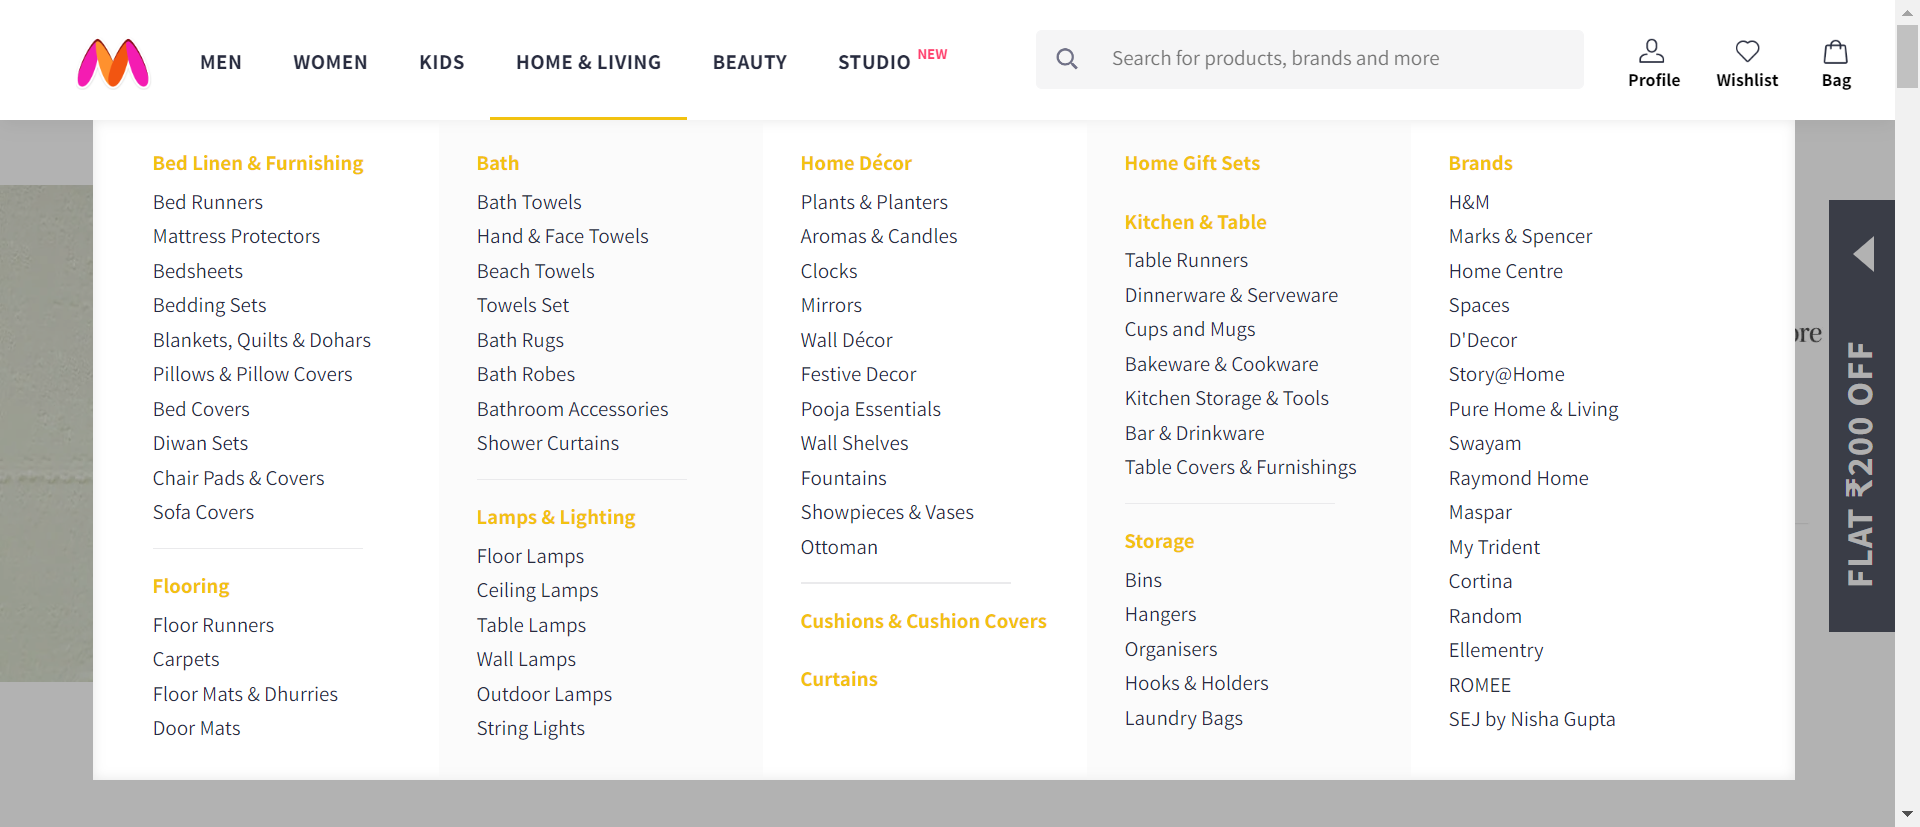 MEN
WOMEN
KIDS
HOME & LIVING
BEAUTY
STUDIO NEW
Search for products, brands and more
Profile
Wishlist
Bag
Bed Linen & Furnishing
Bed Runners
Mattress Protectors
Bedsheets
Bedding Sets
Blankets, Quilts & Dohars
Pillows & Pillow Covers
Bed Covers
Diwan Sets
Chair Pads & Covers
Sofa Covers
Flooring
Floor Runners
Carpets
Floor Mats & Dhurries
Door Mats
Bath
Bath Towels
Hand & Face Towels
Beach Towels
Towels Set
Bath Rugs
Bath Robes
Bathroom Accessories
Shower Curtains
Lamps & Lighting
Floor Lamps
Ceiling Lamps
Table Lamps
Wall Lamps
Outdoor Lamps
String Lights
Home Décor
Plants & Planters
Aromas & Candles
Clocks
Mirrors
Wall Décor
Festive Decor
Pooja Essentials
Wall Shelves
Fountains
Showpieces & Vases
Ottoman
Cushions & Cushion Covers
Curtains
Home Gift Sets
Kitchen & Table
Table Runners
Dinnerware & Serveware
Cups and Mugs
Bakeware & Cookware
Kitchen Storage & Tools
Bar & Drinkware
Table Covers & Furnishings
Storage
Bins
Hangers
Organisers
Hooks & Holders
Laundry Bags
Brands
H&M
Marks & Spencer
Home Centre
Spaces
D'Decor
Story@Home
Pure Home & Living
Swayam
Raymond Home
Maspar
My Trident
Cortina
Random
Ellementry
ROMEE
SEJ by Nisha Gupta
FLAT ₹200 OFF